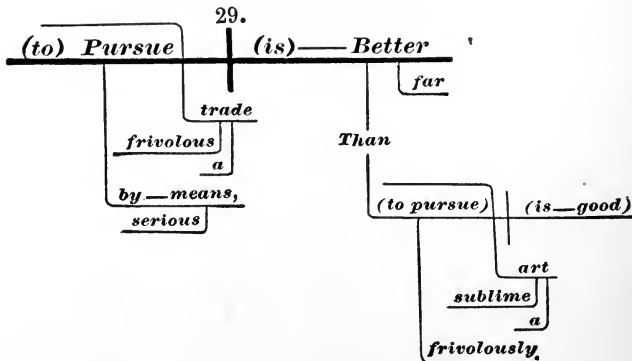 29.
(to) Pursue (is)—Better
far
trade
frivolous
a
Than
by—means,
serious
(to pursue) (is—good)
art
sublime
a
frivolously,